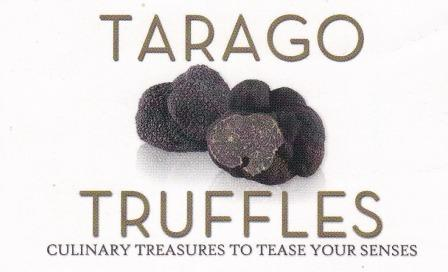 TARAGO
TRUFFLES
CULINARY TREASURES TO TEASE YOUR SENSES